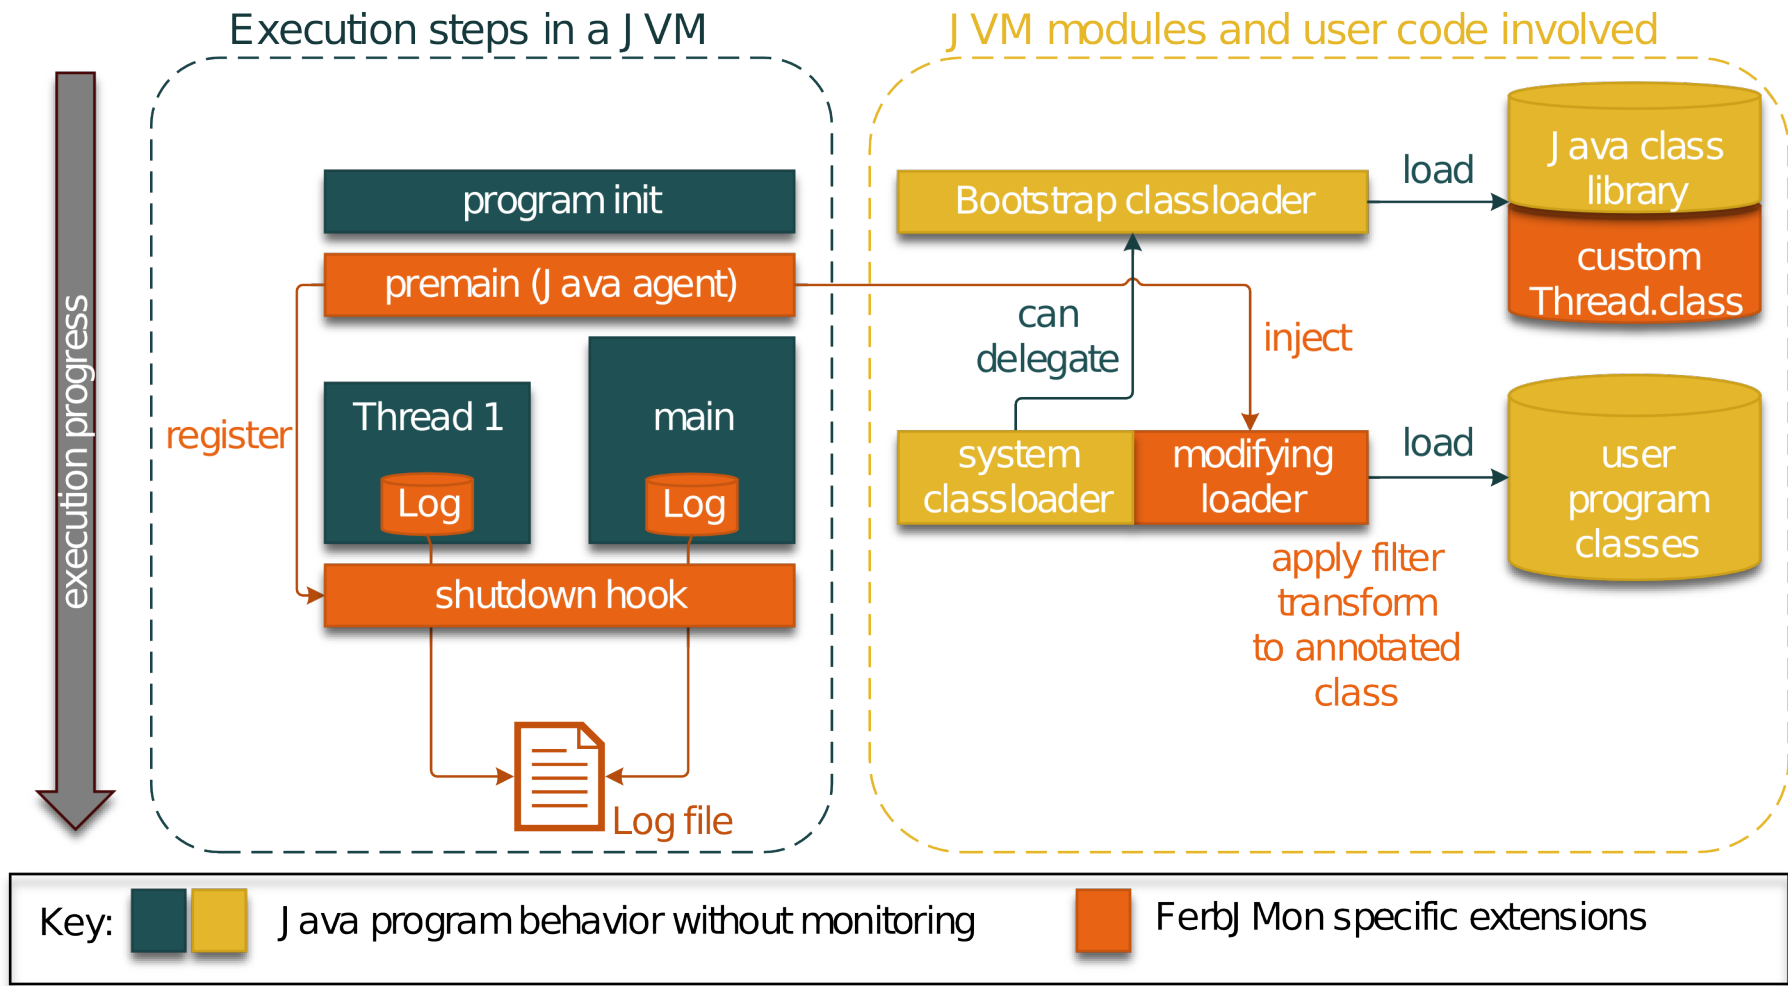 Execution steps in a JVM
JVM modules and user code involved
execution progress
program init
premain (Java agent)
register
Thread 1
Log
main
Log
shutdown hook
Log file
Bootstrap classloader
load
Java class
library
custom
Thread.class
can
delegate
inject
system
classloader
modifying
loader
load
user
program
classes
apply filter
transform
to annotated
class
Key:
Java program behavior without monitoring
FerbJMon specific extensions